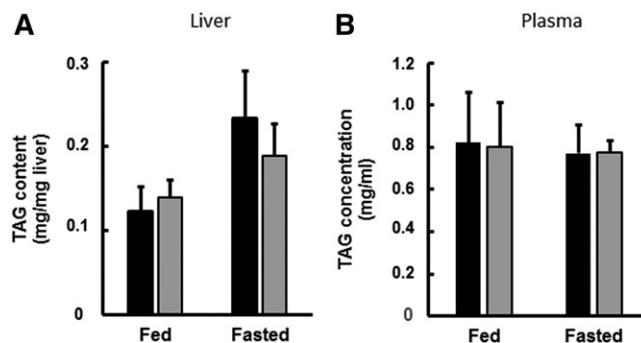 A
Liver
TAG content
(mg/mg liver)
0.3
0.2
0.1
0
Fed
Fasted
B
Plasma
TAG concentration
(mg/ml)
1.2
1.0
0.8
0.6
0.4
0.2
0
Fed
Fasted